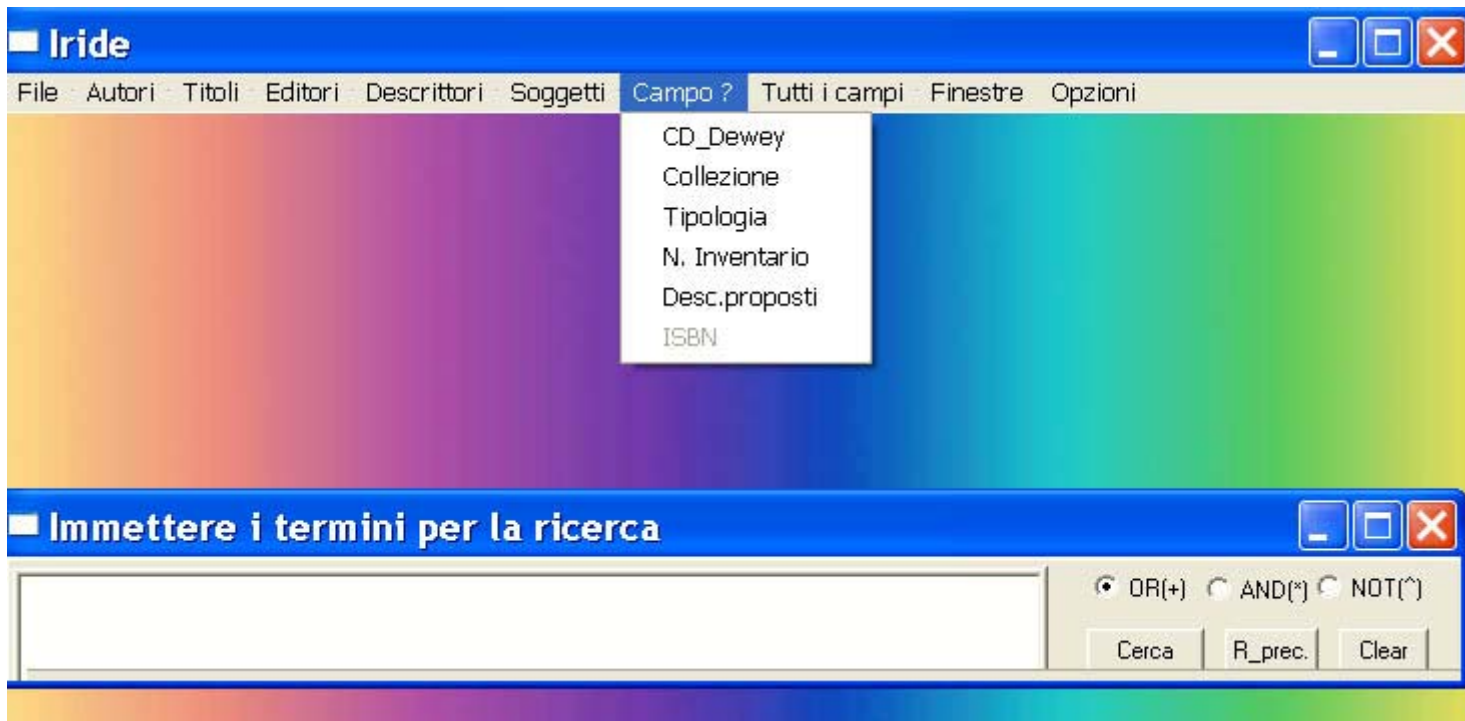 Iride
File Autori Titoli Editori Descrittori Soggetti Campo ? Tutti i campi Finestre Opzioni
CD_Dewey
Collezione
Tipologia
N. Inventario
Desc.proposti
ISBN
Immettere i termini per la ricerca
OR(+) AND(*) NOT(^)
Cerca R_prec. Clear